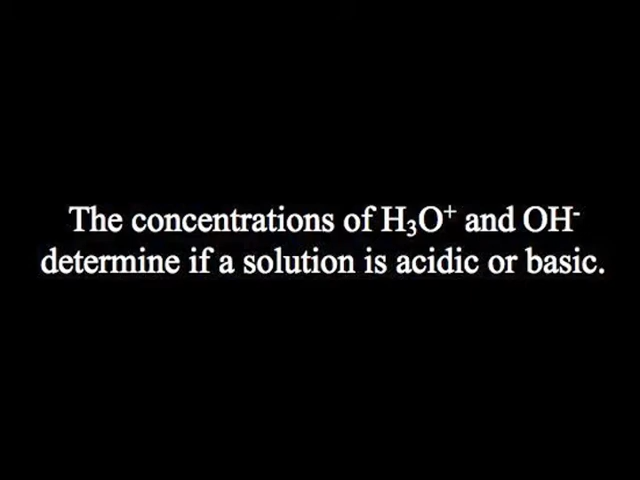 The concentrations of H₃O⁺ and OH⁻
determine if a solution is acidic or basic.